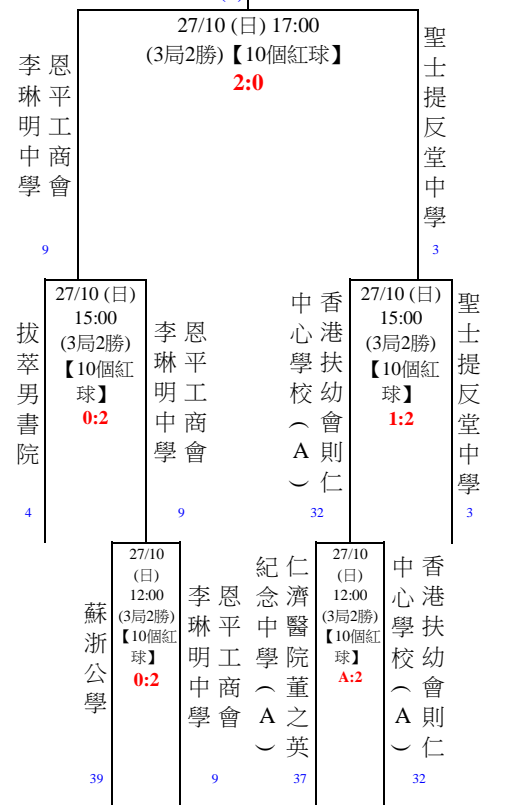 27/10 (日) 17:00
(3局2勝)【10個紅球】
2:0
恩平工商會
李琳明中學
9
聖士提反堂中學
3
拔萃男書院
4
27/10 (日)
15:00
(3局2勝)
【10個紅
球】
0:2
恩平工商會
李琳明中學
9
香港扶幼會則仁
中心學校(A)
32
27/10 (日)
15:00
(3局2勝)
【10個紅
球】
1:2
聖士提反堂中學
3
蘇浙公學
39
27/10
(日)
12:00
(3局2勝)
【10個紅
球】
0:2
恩平工商會
李琳明中學
9
仁濟醫院董之英
紀念中學(A)
37
27/10
(日)
12:00
(3局2勝)
【10個紅
球】
A:2
香港扶幼會則仁
中心學校(A)
32